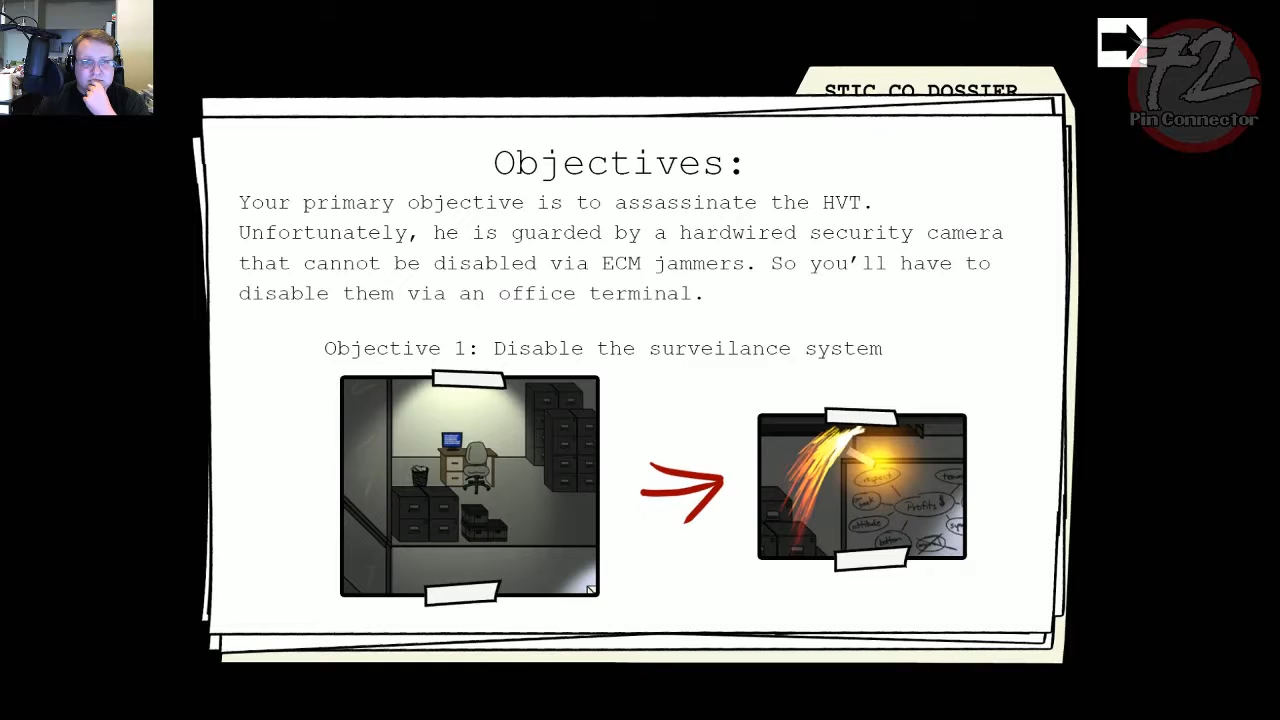 72
Pin Connector
STIC CO DOSSIER
Objectives:
Your primary objective is to assassinate the HVT.
Unfortunately, he is guarded by a hardwired security camera
that cannot be disabled via ECM jammers. So you'll have to
disable them via an office terminal.
Objective 1: Disable the surveilance system
respect
Profits $
attitude